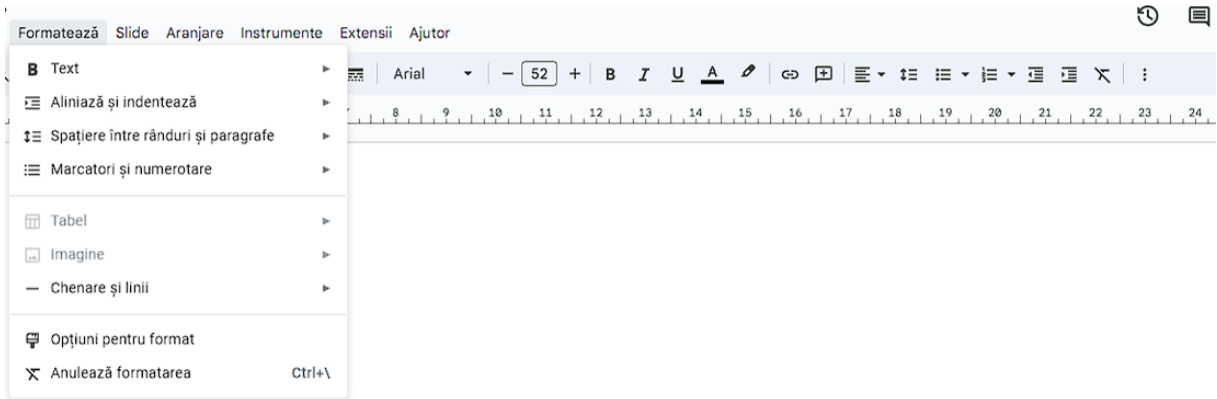 Formatează Slide Aranjare Instrumente Extensii Ajutor
B Text
Aliniază și indentează
Spațiere între rânduri și paragrafe
Marcatori și numerotare
Tabel
Imagine
Chenare și linii
Opțiuni pentru format
Anulează formatarea Ctrl+\
Arial − 52 + B I U A
8 9 10 11 12 13 14 15 16 17 18 19 20 21 22 23 24